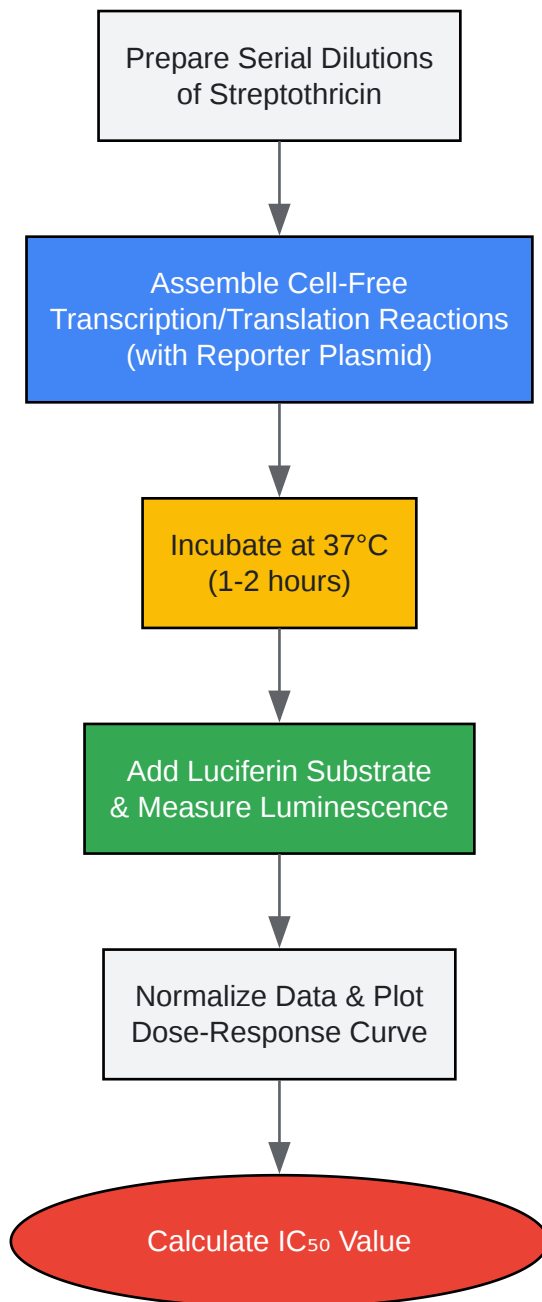 Prepare Serial Dilutions
of Streptothricin
Assemble Cell-Free
Transcription/Translation Reactions
(with Reporter Plasmid)
Incubate at 37°C
(1-2 hours)
Add Luciferin Substrate
& Measure Luminescence
Normalize Data & Plot
Dose-Response Curve
Calculate IC₅₀ Value